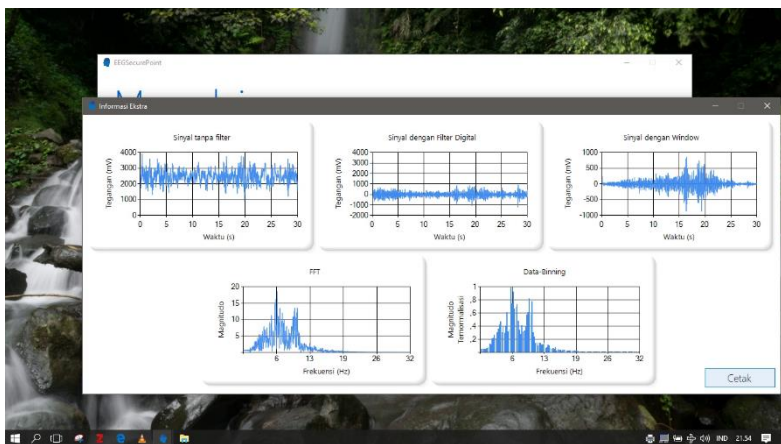 EEGSecurePoint
Informasi Ekstra
Sinyal tanpa filter
Tegangan (mV)
4000
3000
2000
1000
0
0 5 10 15 20 25 30
Waktu (s)
Sinyal dengan Filter Digital
Tegangan (mV)
4000
3000
2000
1000
0
-1000
-2000
0 5 10 15 20 25 30
Waktu (s)
Sinyal dengan Window
Tegangan (mV)
1000
500
0
-500
-1000
0 5 10 15 20 25 30
Waktu (s)
FFT
Magnitudo
20
15
10
5
6 13 19 26 32
Frekuensi (Hz)
Data-Binning
Magnitudo
Ternormalisasi
1
,8
,6
,4
,2
6 13 19 26 32
Frekuensi (Hz)
Cetak
IND 21.54